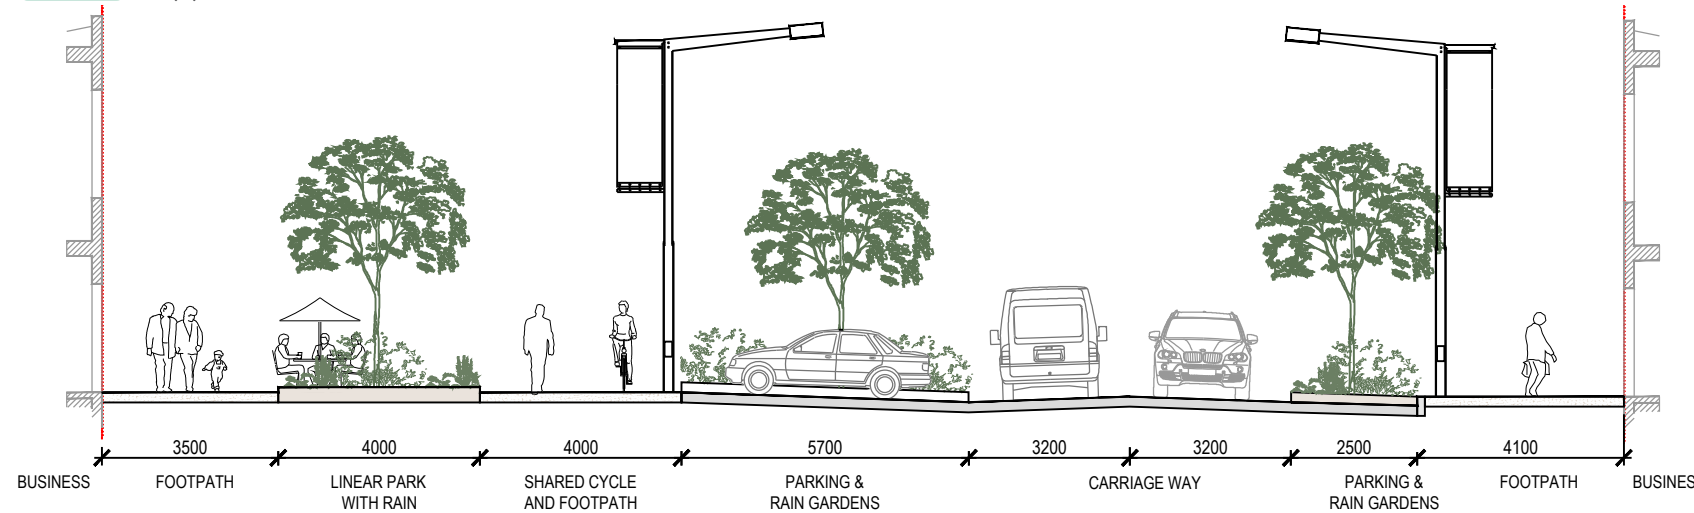 3500
4000
4000
5700
3200
3200
2500
4100
BUSINESS
FOOTPATH
LINEAR PARK
WITH RAIN
SHARED CYCLE
AND FOOTPATH
PARKING &
RAIN GARDENS
CARRIAGE WAY
PARKING &
RAIN GARDENS
FOOTPATH
BUSINES